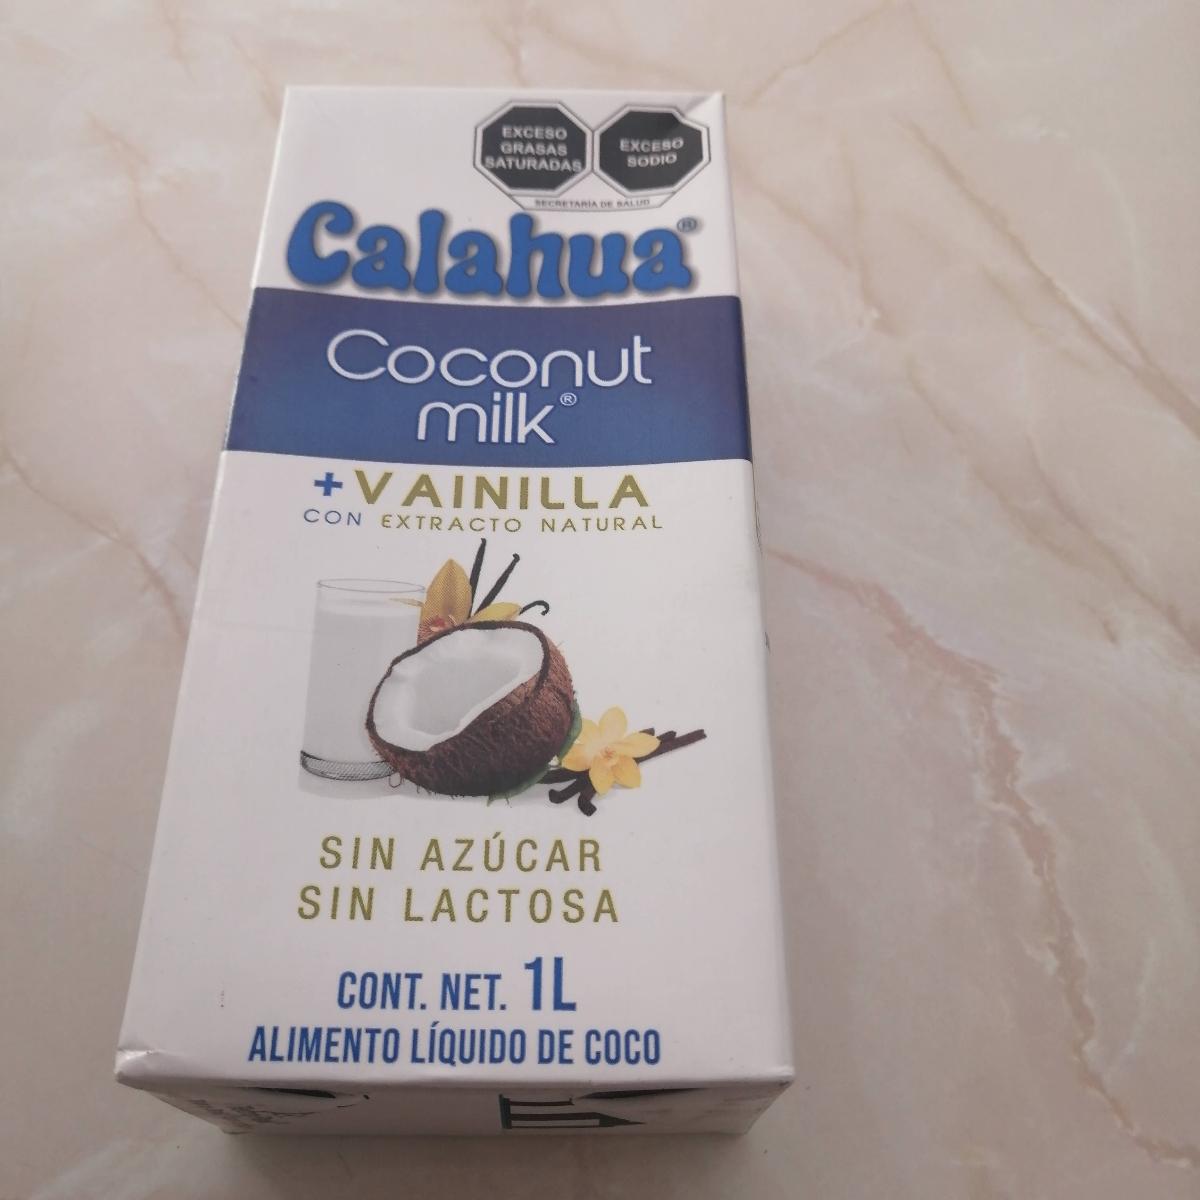 EXCESO
GRASAS
SATURADAS
EXCESO
SODIO
SECRETARÍA DE SALUD
Calahua®
Coconut
milk®
+VAINILLA
CON EXTRACTO NATURAL
SIN AZÚCAR
SIN LACTOSA
CONT. NET. 1L
ALIMENTO LÍQUIDO DE COCO